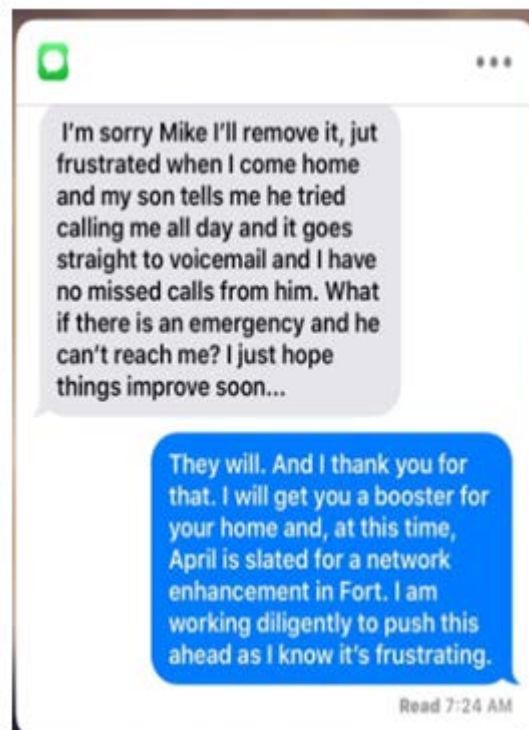 I'm sorry Mike I'll remove it, jut
frustrated when I come home
and my son tells me he tried
calling me all day and it goes
straight to voicemail and I have
no missed calls from him. What
if there is an emergency and he
can't reach me? I just hope
things improve soon...
They will. And I thank you for
that. I will get you a booster for
your home and, at this time,
April is slated for a network
enhancement in Fort. I am
working diligently to push this
ahead as I know it's frustrating.
Read 7:24 AM